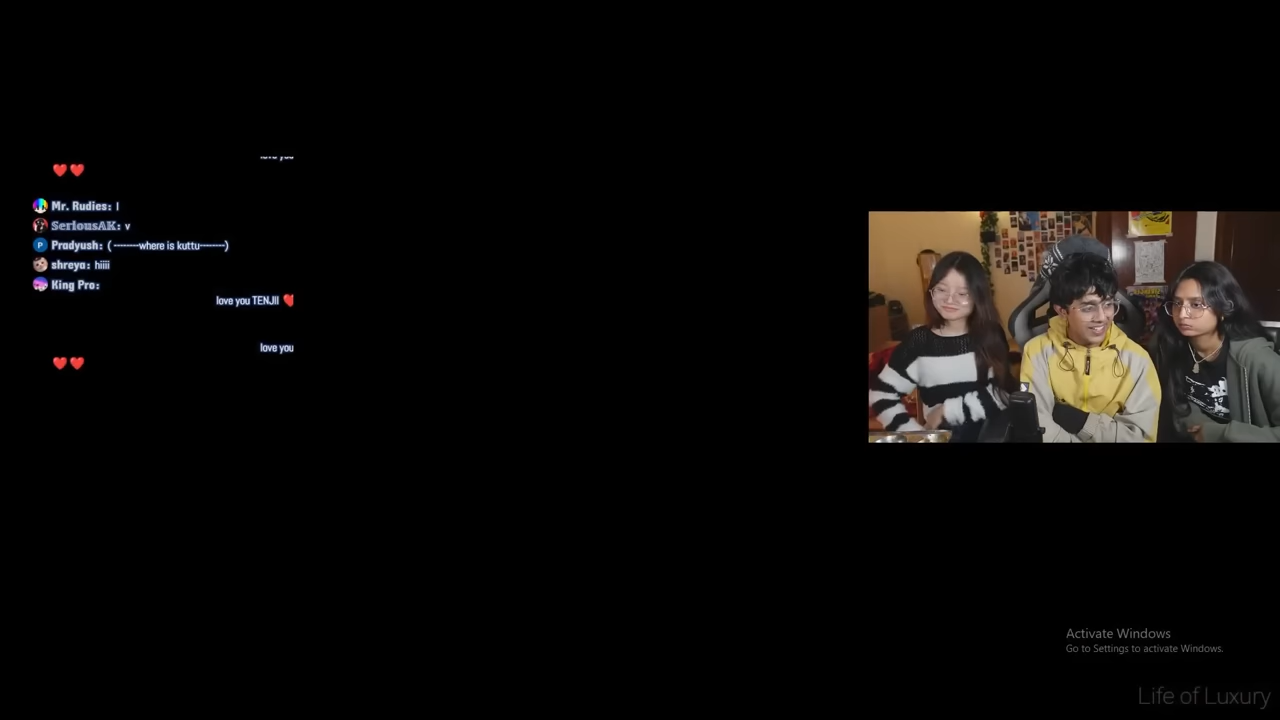 love you
❤️❤️
Mr. Rudies: l
SeriousAK: v
P Pradyush: (-------where is kuttu-------)
shreya: hiiii
King Pro:
love you TENJII ❤️
love you
❤️❤️
Activate Windows
Go to Settings to activate Windows.
Life of Luxury